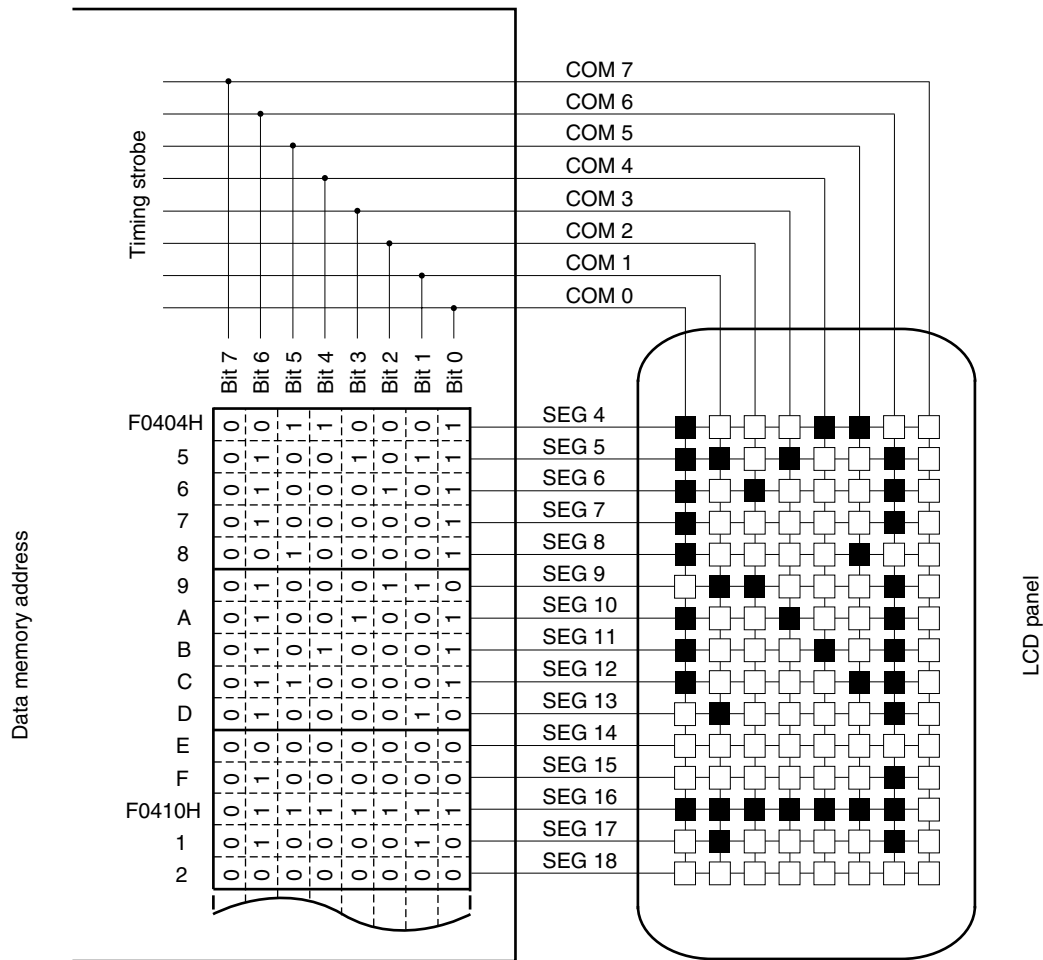 COM 7
COM 6
COM 5
COM 4
COM 3
COM 2
COM 1
COM 0
Timing strobe
Bit 7 Bit 6 Bit 5 Bit 4 Bit 3 Bit 2 Bit 1 Bit 0
F0404H 0 0 1 1 0 0 0 1 SEG 4
5 0 1 0 0 1 0 1 1 SEG 5
6 0 1 0 0 0 1 0 1 SEG 6
7 0 1 0 0 0 0 0 1 SEG 7
8 0 0 1 0 0 0 0 1 SEG 8
9 0 1 0 0 0 1 1 0 SEG 9
A 0 1 0 0 1 0 0 1 SEG 10
B 0 1 0 1 0 0 0 1 SEG 11
C 0 1 1 0 0 0 0 1 SEG 12
D 0 1 0 0 0 0 1 0 SEG 13
E 0 0 0 0 0 0 0 0 SEG 14
F 0 1 0 0 0 0 0 0 SEG 15
F0410H 0 1 1 1 1 1 1 1 SEG 16
1 0 1 0 0 0 0 1 0 SEG 17
2 0 0 0 0 0 0 0 0 SEG 18
Data memory address
LCD panel